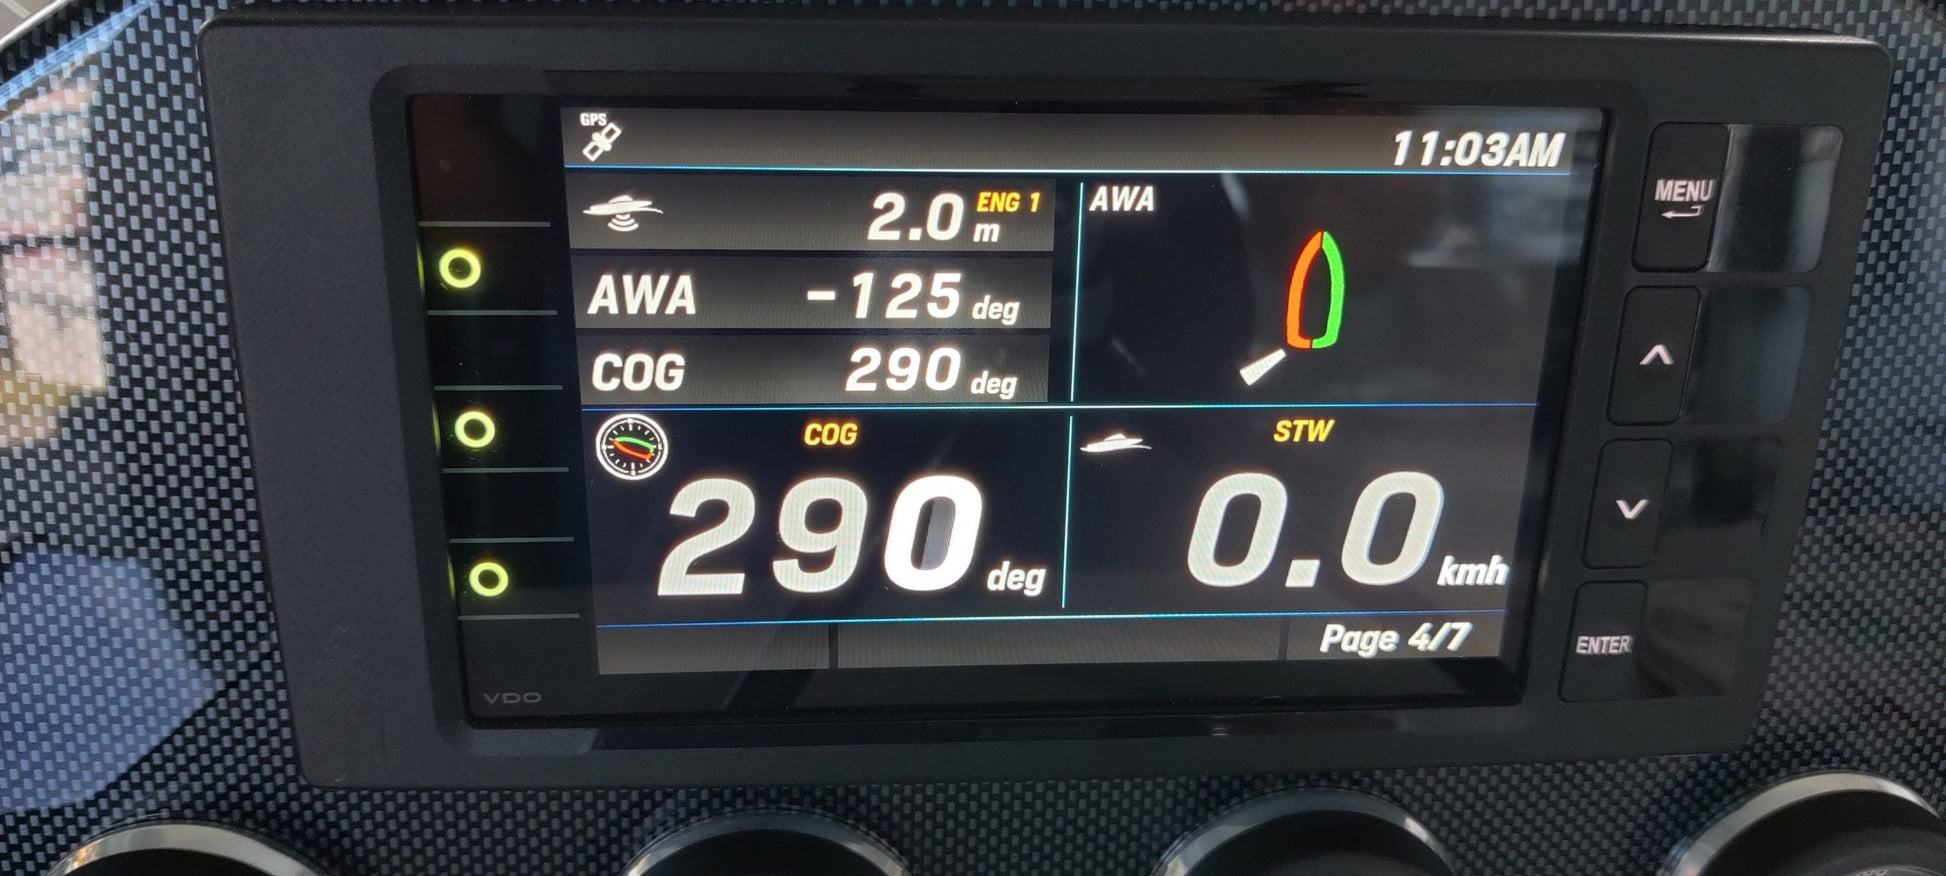 GPS
11:03AM
2.0 m ENG 1
AWA -125 deg
COG 290 deg
AWA
COG
290 deg
STW
0.0 kmh
Page 4/7
VDO
MENU
ENTER